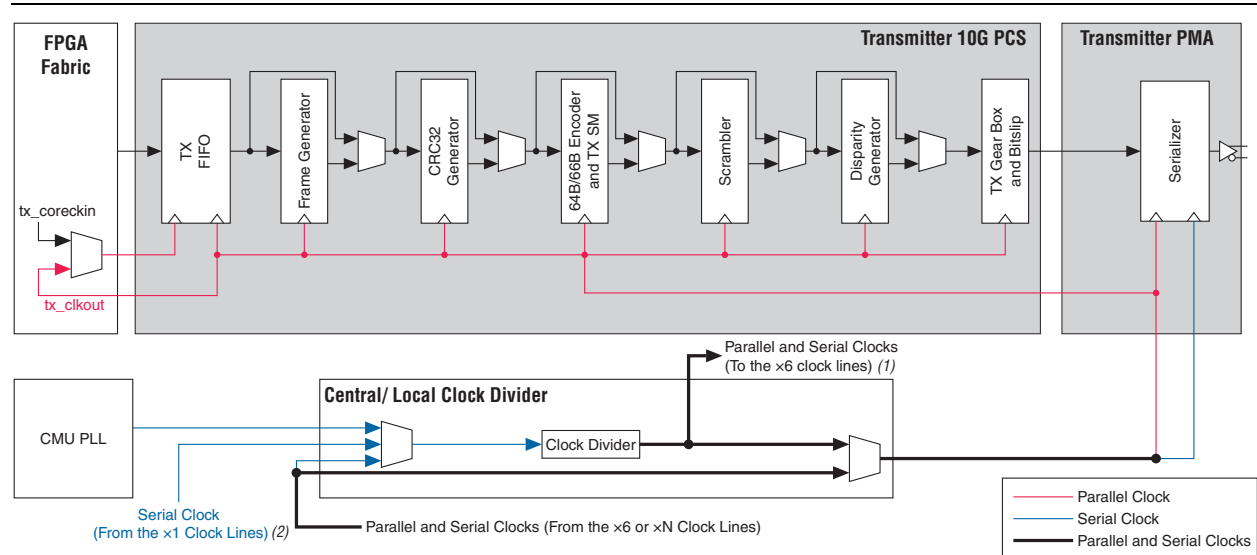 FPGA
Fabric
Transmitter 10G PCS
Transmitter PMA
TX
FIFO
Frame Generator
CRC32
Generator
64B/66B Encoder
and TX SM
Scrambler
Disparity
Generator
TX Gear Box
and Bitslip
Serializer
tx_coreckin
tx_clkout
Parallel and Serial Clocks
(To the ×6 clock lines) (1)
Central/ Local Clock Divider
CMU PLL
Clock Divider
Serial Clock
(From the ×1 Clock Lines) (2)
Parallel and Serial Clocks (From the ×6 or ×N Clock Lines)
Parallel Clock
Serial Clock
Parallel and Serial Clocks